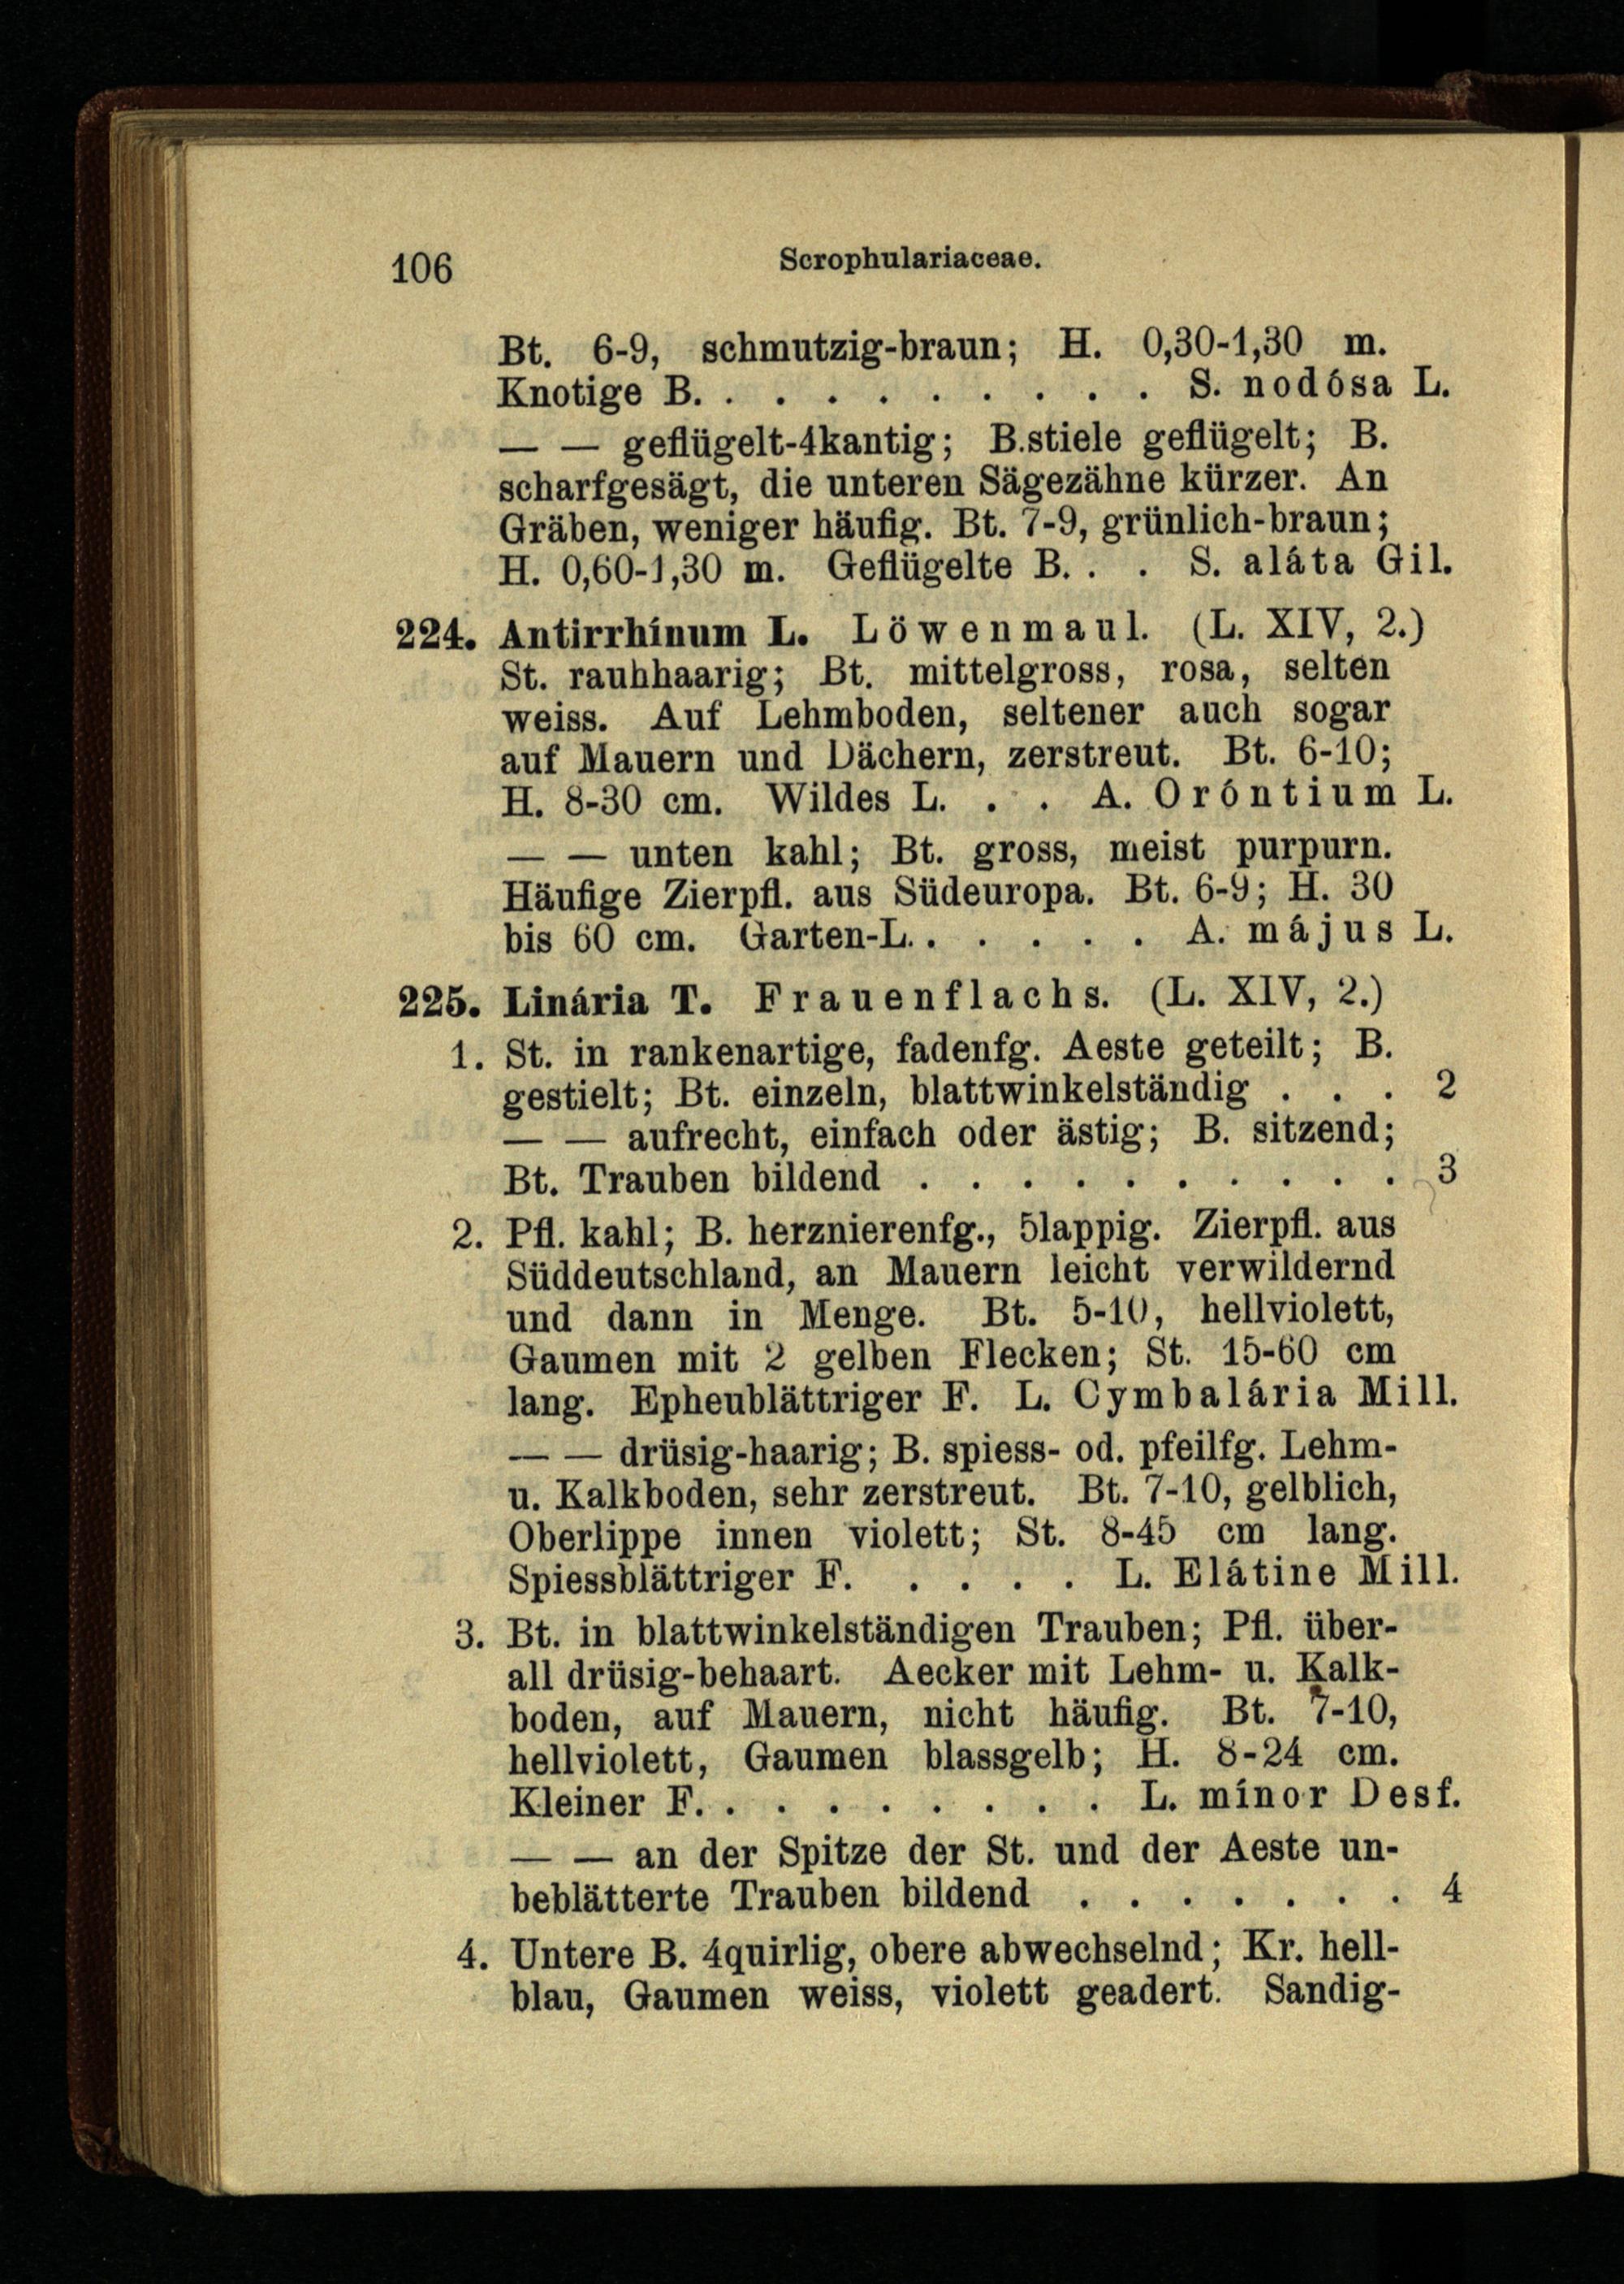 106
Scrophulariaceae.
Bt. 6-9, schmutzig-braun; H. 0,30-1,30 m.
Knotige B. . . . . . . . . . S. nodósa L.
— — geflügelt-4kantig; B.stiele geflügelt; B.
scharfgesägt, die unteren Sägezähne kürzer. An
Gräben, weniger häufig. Bt. 7-9, grünlich-braun;
H. 0,60-1,30 m. Geflügelte B. . . S. aláta Gil.
224. Antirrhínum L. Löwenmaul. (L. XIV, 2.)
St. rauhhaarig; Bt. mittelgross, rosa, selten
weiss. Auf Lehmboden, seltener auch sogar
auf Mauern und Dächern, zerstreut. Bt. 6-10;
H. 8-30 cm. Wildes L. . . A. Oróntium L.
— — unten kahl; Bt. gross, meist purpurn.
Häufige Zierpfl. aus Südeuropa. Bt. 6-9; H. 30
bis 60 cm. Garten-L. . . . . . A. május L.
225. Linária T. Frauenflachs. (L. XIV, 2.)
1. St. in rankenartige, fadenfg. Aeste geteilt; B.
gestielt; Bt. einzeln, blattwinkelständig . . . 2
— — aufrecht, einfach oder ästig; B. sitzend;
Bt. Trauben bildend . . . . . . . . . . 3
2. Pfl. kahl; B. herznierenfg., 5lappig. Zierpfl. aus
Süddeutschland, an Mauern leicht verwildernd
und dann in Menge. Bt. 5-10, hellviolett,
Gaumen mit 2 gelben Flecken; St. 15-60 cm
lang. Epheublättriger F. L. Cymbalária Mill.
— — drüsig-haarig; B. spiess- od. pfeilfg. Lehm-
u. Kalkboden, sehr zerstreut. Bt. 7-10, gelblich,
Oberlippe innen violett; St. 8-45 cm lang.
Spiessblättriger F. . . . . L. Elátine Mill.
3. Bt. in blattwinkelständigen Trauben; Pfl. über-
all drüsig-behaart. Aecker mit Lehm- u. Kalk-
boden, auf Mauern, nicht häufig. Bt. 7-10,
hellviolett, Gaumen blassgelb; H. 8-24 cm.
Kleiner F. . . . . . . . . L. mínor Desf.
— — an der Spitze der St. und der Aeste un-
beblätterte Trauben bildend . . . . . . . 4
4. Untere B. 4quirlig, obere abwechselnd; Kr. hell-
blau, Gaumen weiss, violett geadert. Sandig-